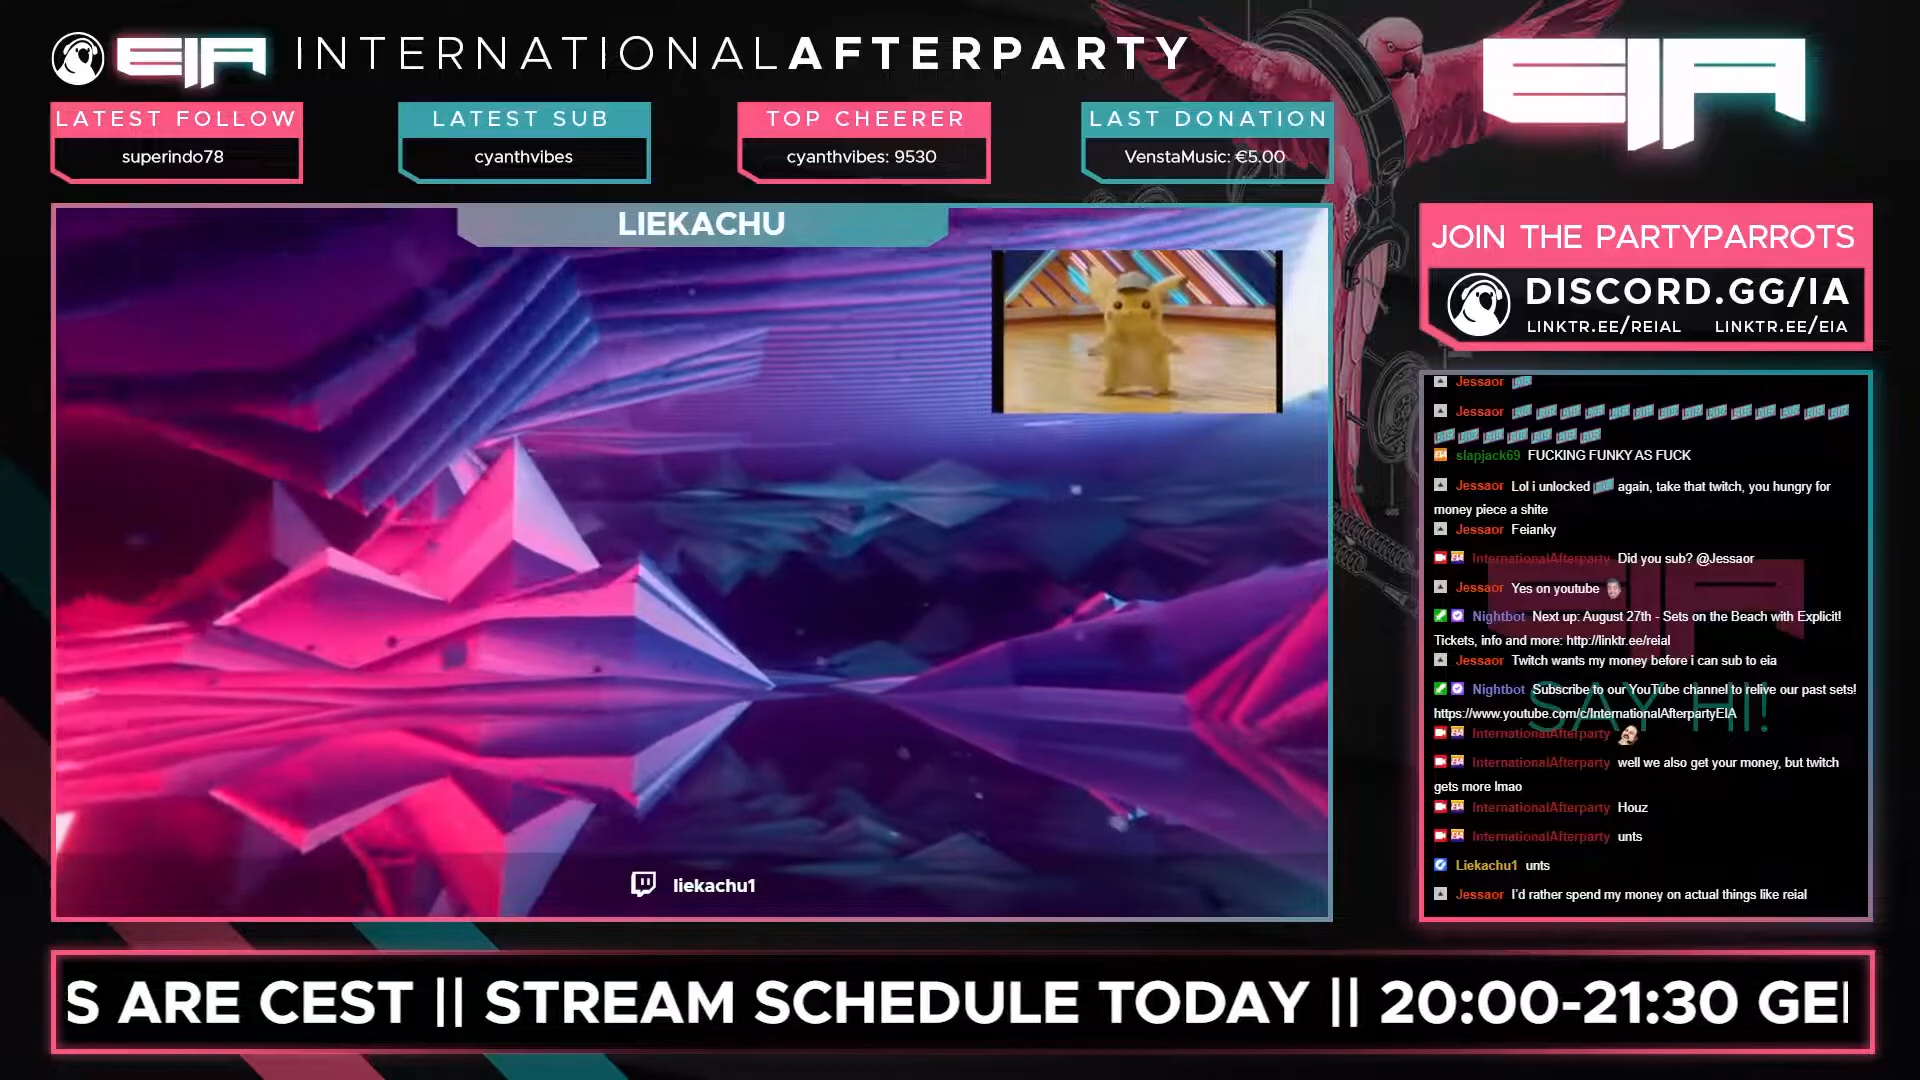 EIA INTERNATIONALAFTERPARTY
EIA
LATEST FOLLOW
superindo78
LATEST SUB
cyanthvibes
TOP CHEERER
cyanthvibes: 9530
LAST DONATION
VenstaMusic: €5.00
LIEKACHU
liekachu1
JOIN THE PARTYPARROTS
DISCORD.GG/IA
LINKTR.EE/REIAL LINKTR.EE/EIA
Jessaor
Jessaor
slapjack69 FUCKING FUNKY AS FUCK
Jessaor Lol i unlocked again, take that twitch, you hungry for
money piece a shite
Jessaor Feianky
InternationalAfterparty Did you sub? @Jessaor
Jessaor Yes on youtube
Nightbot Next up: August 27th - Sets on the Beach with Explicit!
Tickets, info and more: http://linktr.ee/reial
Jessaor Twitch wants my money before i can sub to eia
Nightbot Subscribe to our YouTube channel to relive our past sets!
https://www.youtube.com/c/InternationalAfterpartyEIA
InternationalAfterparty
InternationalAfterparty well we also get your money, but twitch
gets more lmao
InternationalAfterparty Houz
InternationalAfterparty unts
Liekachu1 unts
Jessaor I'd rather spend my money on actual things like reial
EIA
SAY HI!
S ARE CEST || STREAM SCHEDULE TODAY || 20:00-21:30 GEI